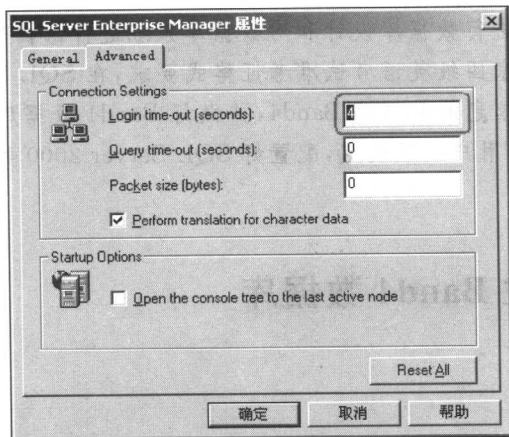 SQL Server Enterprise Manager 属性
General
Advanced
Connection Settings
Login time-out (seconds):
4
Query time-out (seconds):
0
Packet size (bytes):
0
Perform translation for character data
Startup Options
Open the console tree to the last active node
Reset All
确定
取消
帮助